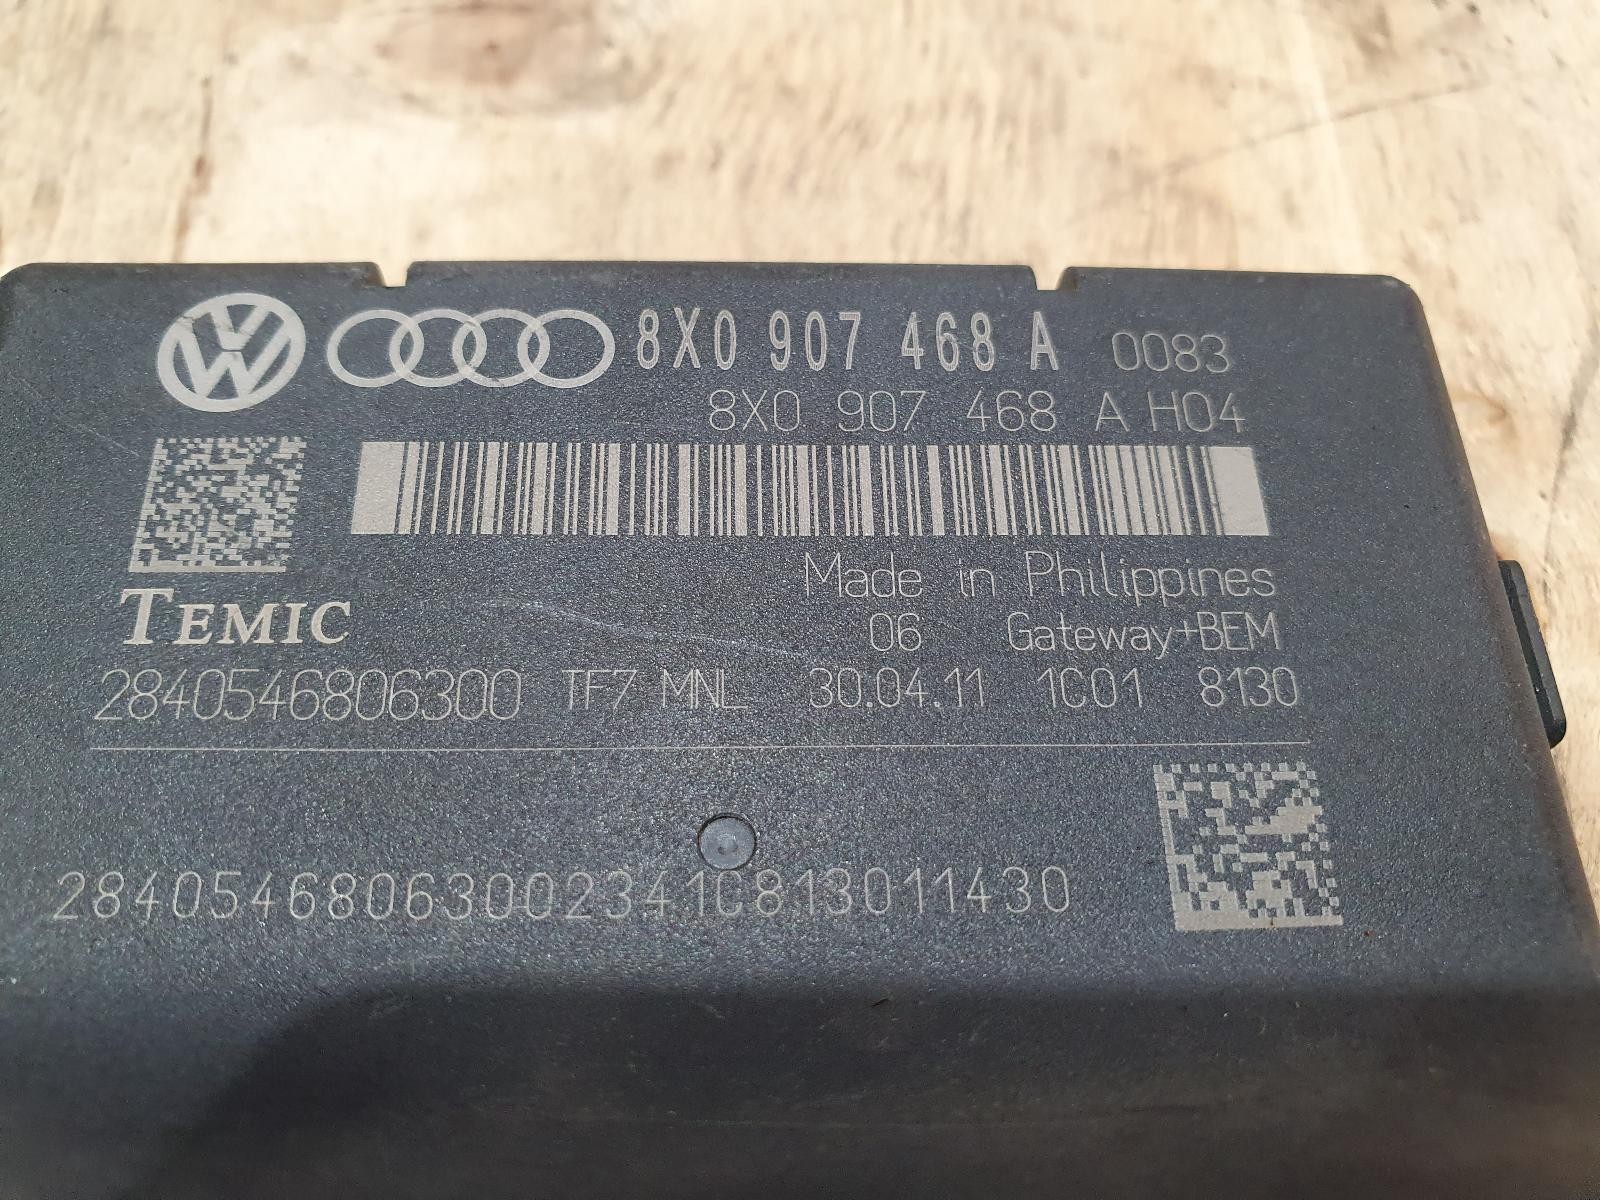 8X0 907 468 A 0083
8X0 907 468 A H04
Made in Philippines
TEMIC
06 Gateway+BEM
2840546806300 TF7 MNL 30.04.11 1C01 8130
28405468063002341C813011430